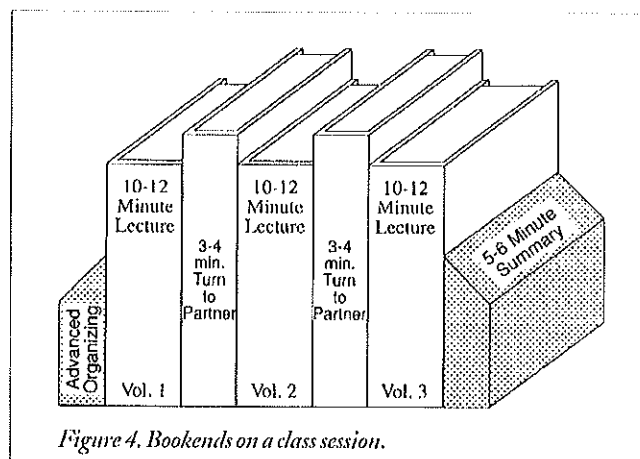 Advanced
Organizing
10-12
Minute
Lecture
Vol. 1
3-4
min.
Turn
to
Partner
10-12
Minute
Lecture
Vol. 2
3-4
min.
Turn
to
Partner
10-12
Minute
Lecture
Vol. 3
5-6 Minute
Summary
Figure 4. Bookends on a class session.